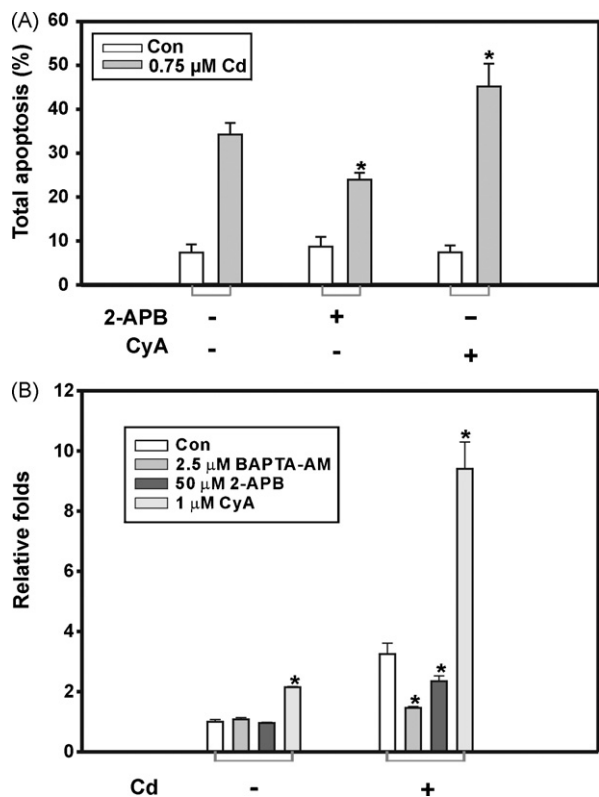 (A)
Total apoptosis (%)
60
50
40
30
20
10
0
Con
0.75 µM Cd
*
*
2-APB - + −
CyA - - +
(B)
Relative folds
12
10
8
6
4
2
0
Con
2.5 µM BAPTA-AM
50 µM 2-APB
1 µM CyA
*
*
*
*
Cd - +